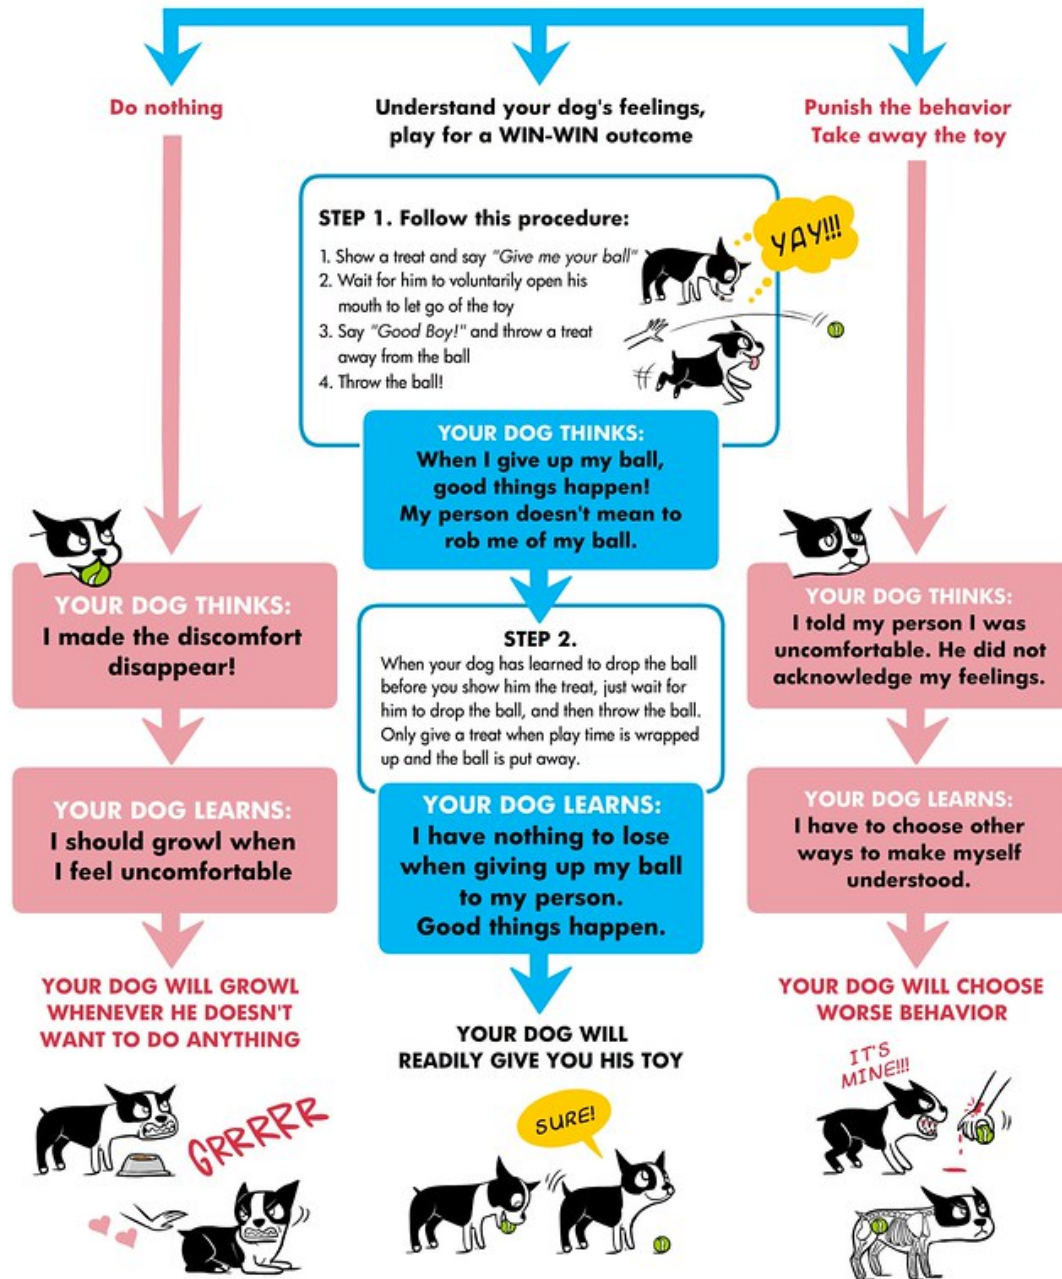 Do nothing
Understand your dog's feelings,
play for a WIN-WIN outcome
Punish the behavior
Take away the toy
STEP 1. Follow this procedure:
1. Show a treat and say "Give me your ball"
2. Wait for him to voluntarily open his
mouth to let go of the toy
3. Say "Good Boy!" and throw a treat
away from the ball
4. Throw the ball!
YAY!!!
YOUR DOG THINKS:
When I give up my ball,
good things happen!
My person doesn't mean to
rob me of my ball.
YOUR DOG THINKS:
I made the discomfort
disappear!
YOUR DOG LEARNS:
I should growl when
I feel uncomfortable
YOUR DOG WILL GROWL
WHENEVER HE DOESN'T
WANT TO DO ANYTHING
GRRRRR
STEP 2.
When your dog has learned to drop the ball
before you show him the treat, just wait for
him to drop the ball, and then throw the ball.
Only give a treat when play time is wrapped
up and the ball is put away.
YOUR DOG LEARNS:
I have nothing to lose
when giving up my ball
to my person.
Good things happen.
YOUR DOG WILL
READILY GIVE YOU HIS TOY
SURE!
YOUR DOG THINKS:
I told my person I was
uncomfortable. He did not
acknowledge my feelings.
YOUR DOG LEARNS:
I have to choose other
ways to make myself
understood.
YOUR DOG WILL CHOOSE
WORSE BEHAVIOR
IT'S
MINE!!!